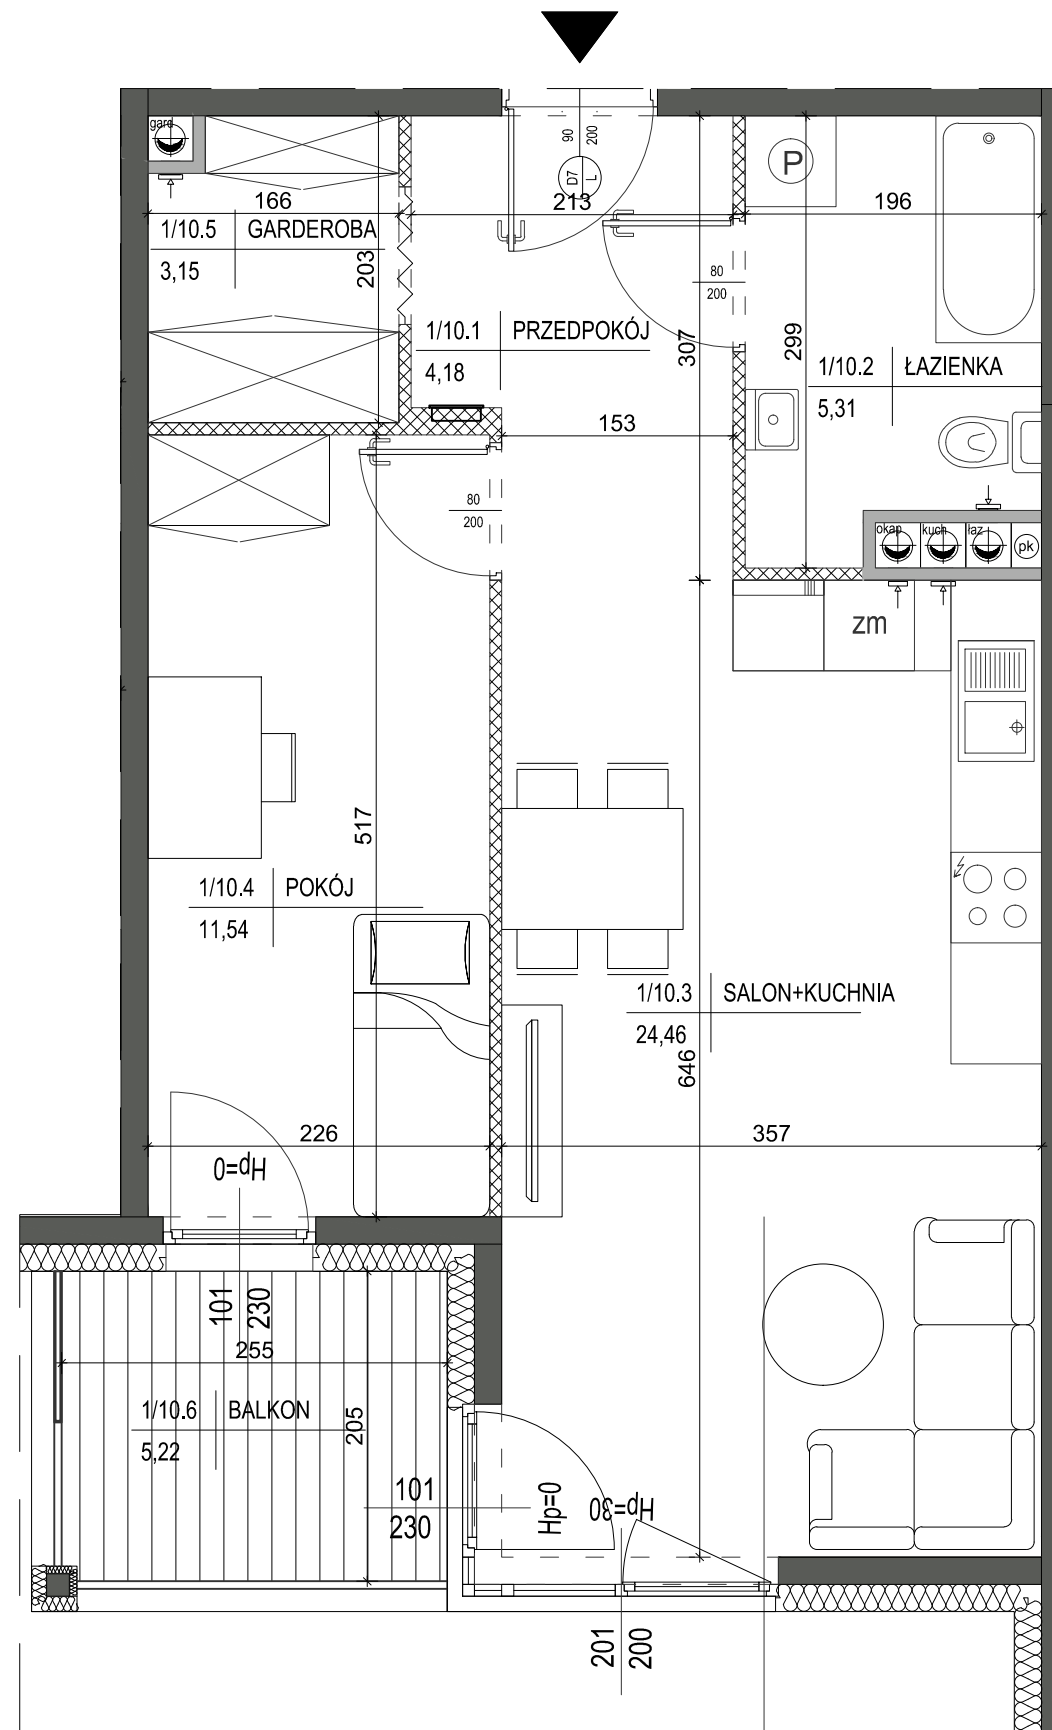 gard
90
200
D7
L
P
166
213
196
1/10.5 GARDEROBA
3,15
203
80
200
1/10.1 PRZEDPOKÓJ
4,18
307
299
1/10.2 ŁAZIENKA
5,31
153
80
200
okap
kuch
łaz
pk
zm
517
1/10.4 POKÓJ
11,54
1/10.3 SALON+KUCHNIA
24,46
646
226
357
Hp=0
101
230
255
1/10.6 BALKON
5,22
205
101
230
Hp=0
Hp=30
201
200